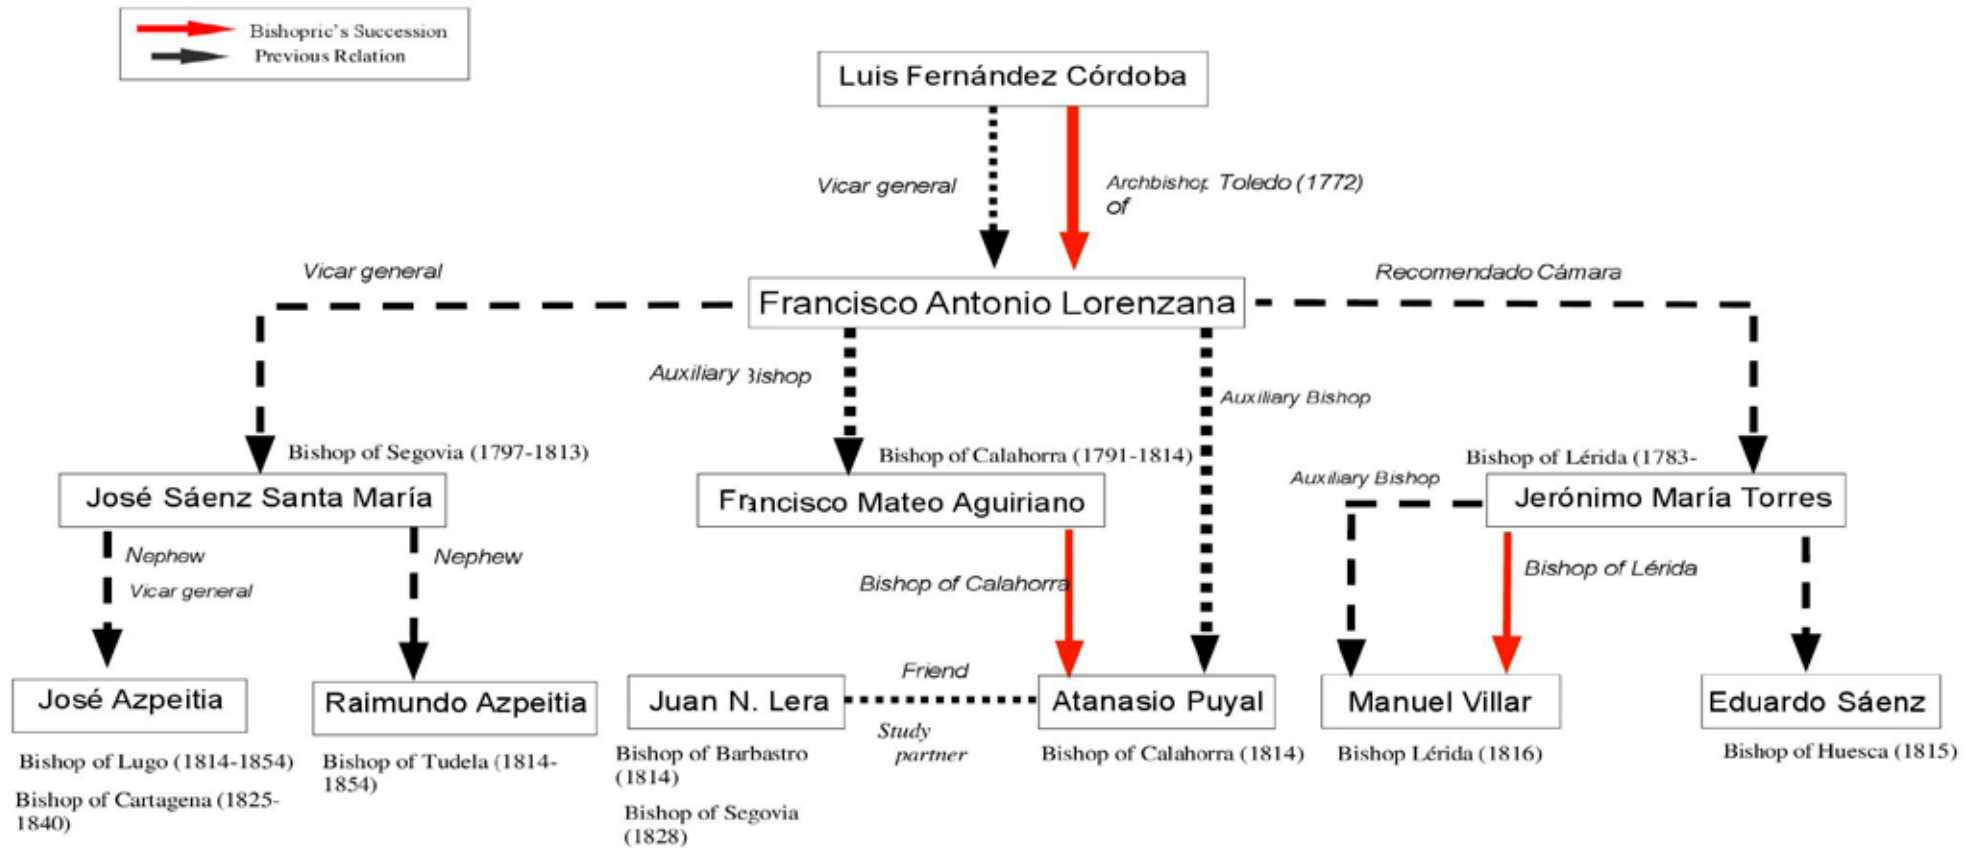 Bishopric's Succession
Previous Relation
Luis Fernández Córdoba
Vicar general
Archbishop Toledo (1772)
of
Vicar general
Recomendado Cámara
Francisco Antonio Lorenzana
Auxiliary Bishop
Auxiliary Bishop
Bishop of Segovia (1797-1813)
Bishop of Calahorra (1791-1814)
Bishop of Lérida (1783-
Auxiliary Bishop
José Sáenz Santa María
Francisco Mateo Aguiriano
Jerónimo María Torres
Nephew
Vicar general
Nephew
Bishop of Calahorra
Bishop of Lérida
Friend
José Azpeitia
Raimundo Azpeitia
Juan N. Lera
Atanasio Puyal
Manuel Villar
Eduardo Sáenz
Study
partner
Bishop of Lugo (1814-1854)
Bishop of Cartagena (1825-
1840)
Bishop of Tudela (1814-
1854)
Bishop of Barbastro
(1814)
Bishop of Segovia
(1828)
Bishop of Calahorra (1814)
Bishop Lérida (1816)
Bishop of Huesca (1815)